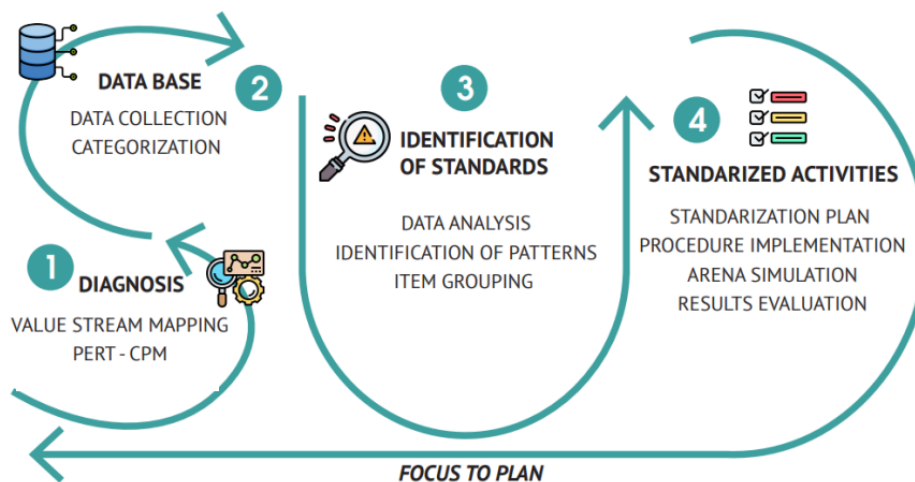 1
DIAGNOSIS
VALUE STREAM MAPPING
PERT - CPM
DATA BASE
2
DATA COLLECTION
CATEGORIZATION
3
IDENTIFICATION
OF STANDARDS
DATA ANALYSIS
IDENTIFICATION OF PATTERNS
ITEM GROUPING
4
STANDARIZED ACTIVITIES
STANDARIZATION PLAN
PROCEDURE IMPLEMENTATION
ARENA SIMULATION
RESULTS EVALUATION
FOCUS TO PLAN